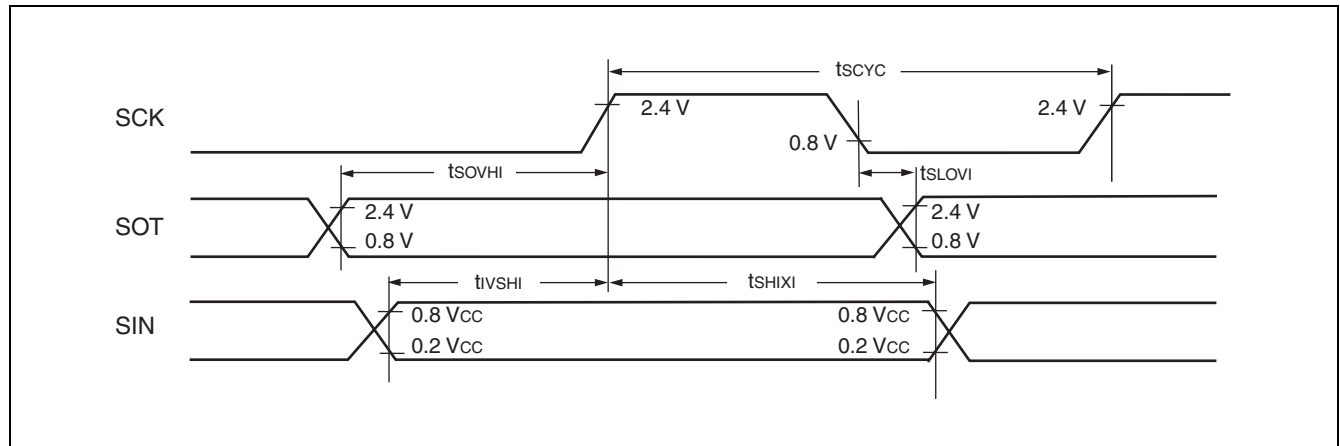 tSCYC
SCK
2.4 V
2.4 V
0.8 V
tSOVHI
tSLOVI
SOT
2.4 V
2.4 V
0.8 V
0.8 V
tIVSHI
tSHIXI
SIN
0.8 VCC
0.8 VCC
0.2 VCC
0.2 VCC